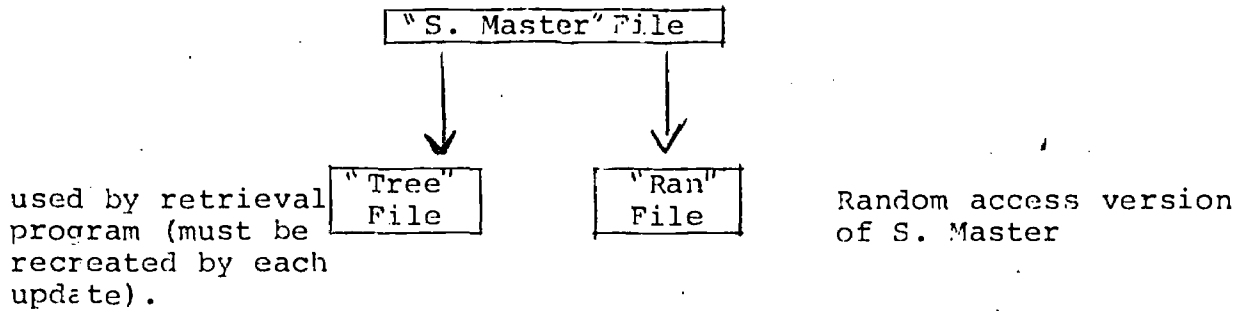 "S. Master" File
used by retrieval
program (must be
recreated by each
update).
"Tree"
File
"Ran"
File
Random access version
of S. Master